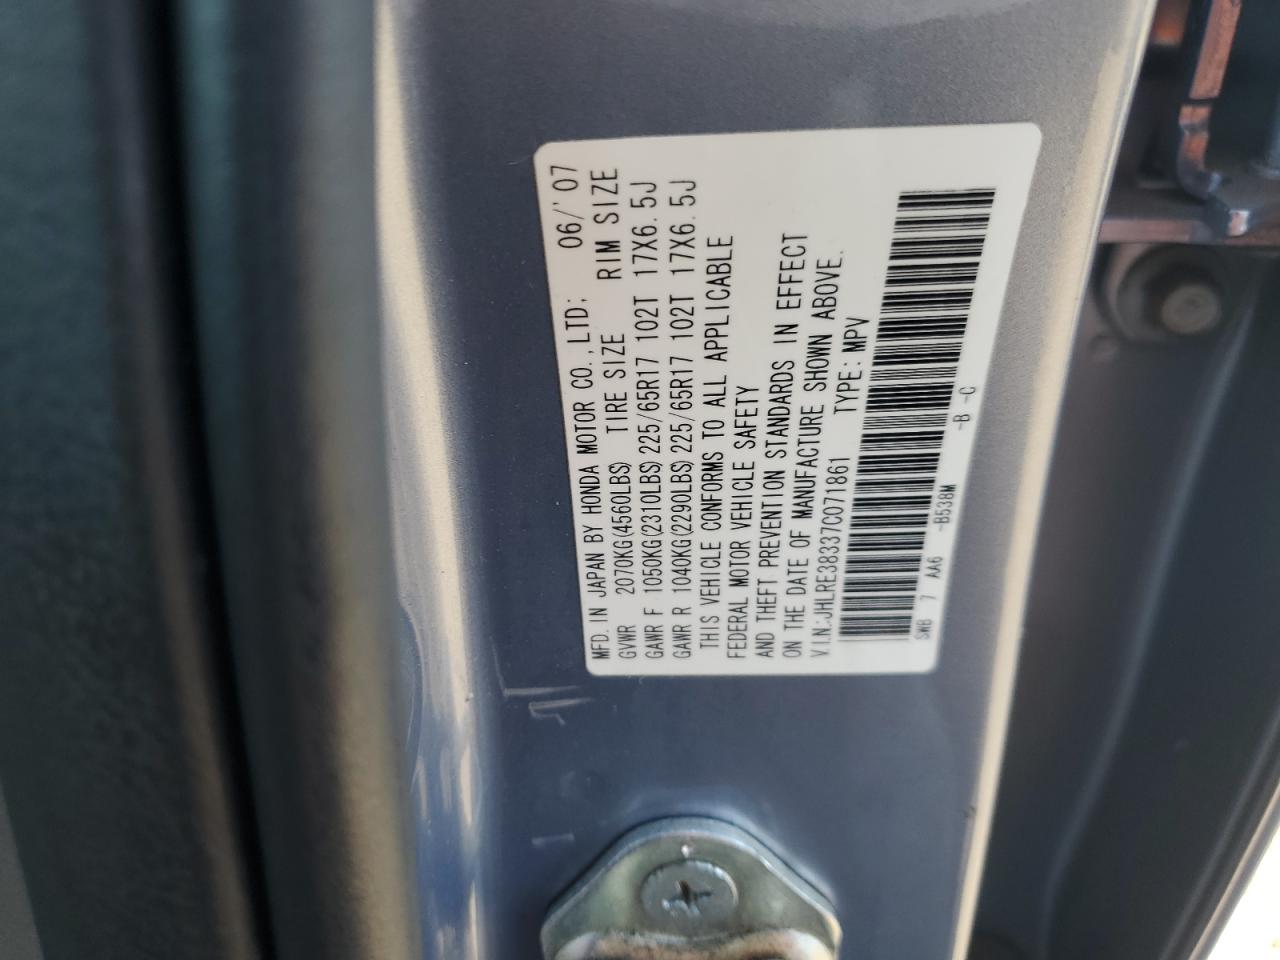 MFD. IN JAPAN BY HONDA MOTOR CO.,LTD: 06/'07
GVWR 2070KG(4560LBS) TIRE SIZE RIM SIZE
GAWR F 1050KG(2310LBS) 225/65R17 102T 17X6.5J
GAWR R 1040KG(2290LBS) 225/65R17 102T 17X6.5J
THIS VEHICLE CONFORMS TO ALL APPLICABLE
FEDERAL MOTOR VEHICLE SAFETY
AND THEFT PREVENTION STANDARDS IN EFFECT
ON THE DATE OF MANUFACTURE SHOWN ABOVE.
V.I.N.:JHLRE38337C071861 TYPE: MPV
SWB 7 AA6 -B538M -B -C